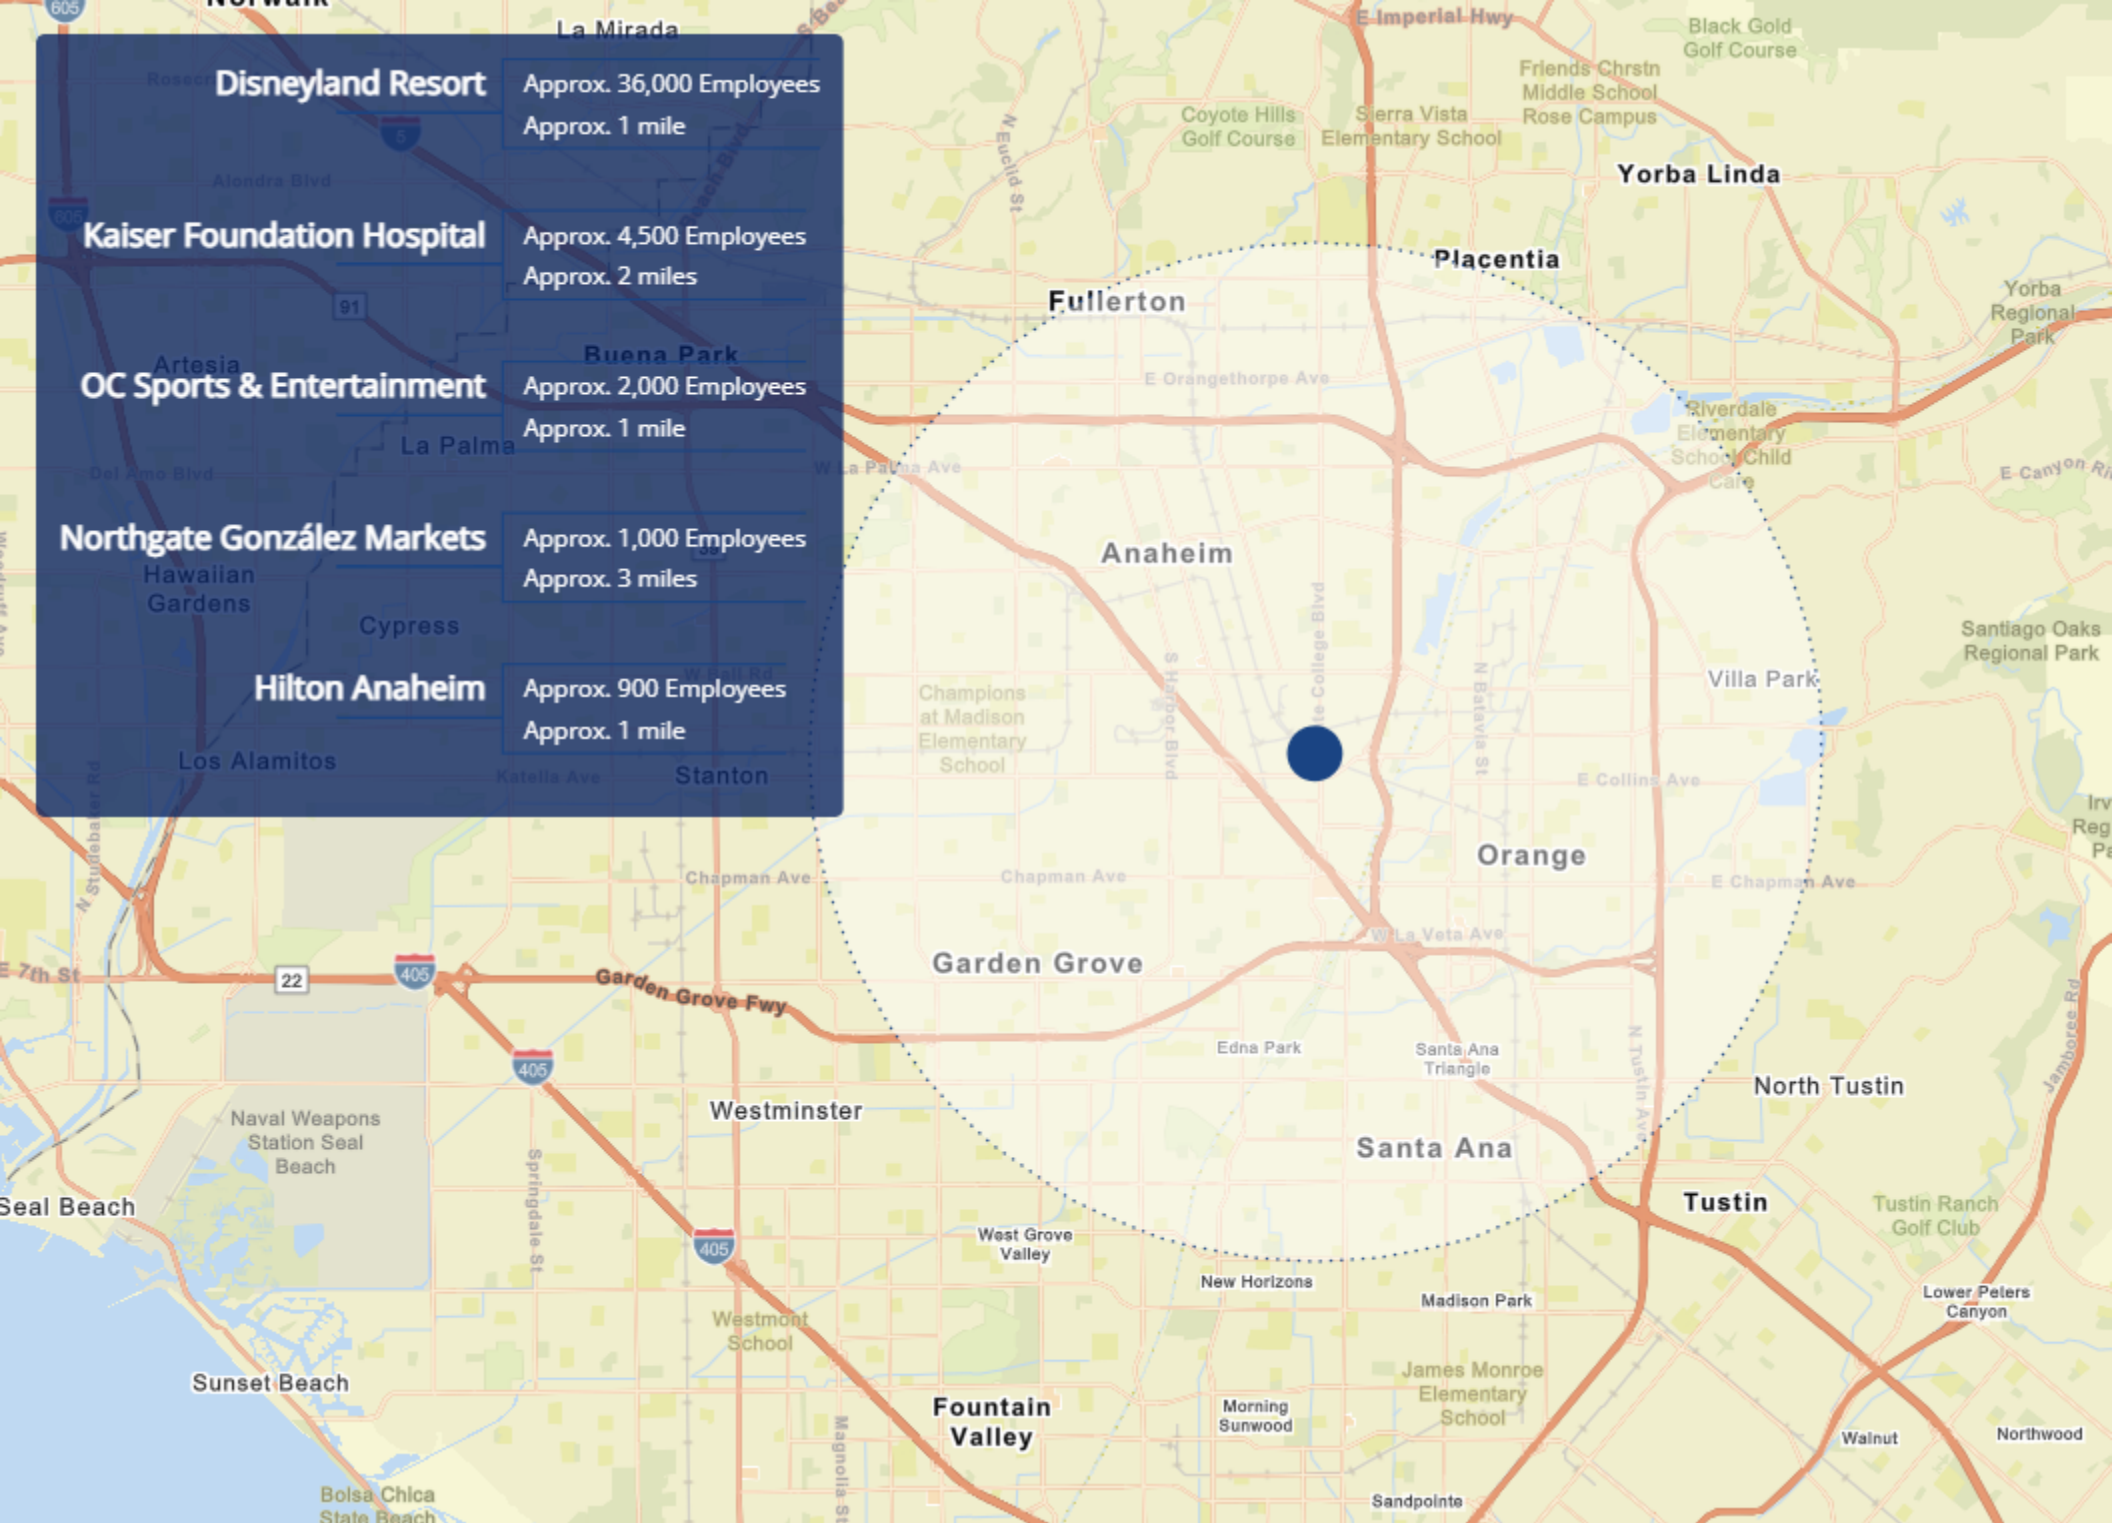 Norwalk
605
La Mirada
Disneyland Resort
Approx. 36,000 Employees
Approx. 1 mile
5
Alondra Blvd
Beach Blvd
605
Kaiser Foundation Hospital
Approx. 4,500 Employees
Approx. 2 miles
91
Artesia
Buena Park
OC Sports & Entertainment
Approx. 2,000 Employees
Approx. 1 mile
La Palma
Del Amo Blvd
Northgate González Markets
Approx. 1,000 Employees
Approx. 3 miles
Hawaiian
Gardens
Cypress
Hilton Anaheim
Approx. 900 Employees
Approx. 1 mile
W Ball Rd
Los Alamitos
Katella Ave
Stanton
E Imperial Hwy
Black Gold
Golf Course
Friends Chrstn
Middle School
Rose Campus
Coyote Hills
Golf Course
Sierra Vista
Elementary School
N Euclid St
Yorba Linda
Placentia
Fullerton
Yorba
Regional
Park
E Orangethorpe Ave
Riverdale
Elementary
School Child
Care
W La Palma Ave
E Canyon
Anaheim
Santiago Oaks
Regional Park
Villa Park
Champions
at Madison
Elementary
School
S Harbor Blvd
College Blvd
N Batavia St
E Collins Ave
Orange
N Studebaker Rd
Chapman Ave
Chapman Ave
E Chapman Ave
W La Veta Ave
Garden Grove
E 7th St
22
405
Garden Grove Fwy
405
Edna Park
Santa Ana
Triangle
N Tustin Ave
Jamboree Rd
North Tustin
Westminster
Naval Weapons
Station Seal
Beach
Santa Ana
Springdale St
Seal Beach
Tustin
Tustin Ranch
Golf Club
405
West Grove
Valley
New Horizons
Madison Park
Lower Peters
Canyon
Westmont
School
Sunset Beach
James Monroe
Elementary
School
Fountain
Valley
Morning
Sunwood
Magnolia St
Walnut
Northwood
Sandpointe
Bolsa Chica
State Beach